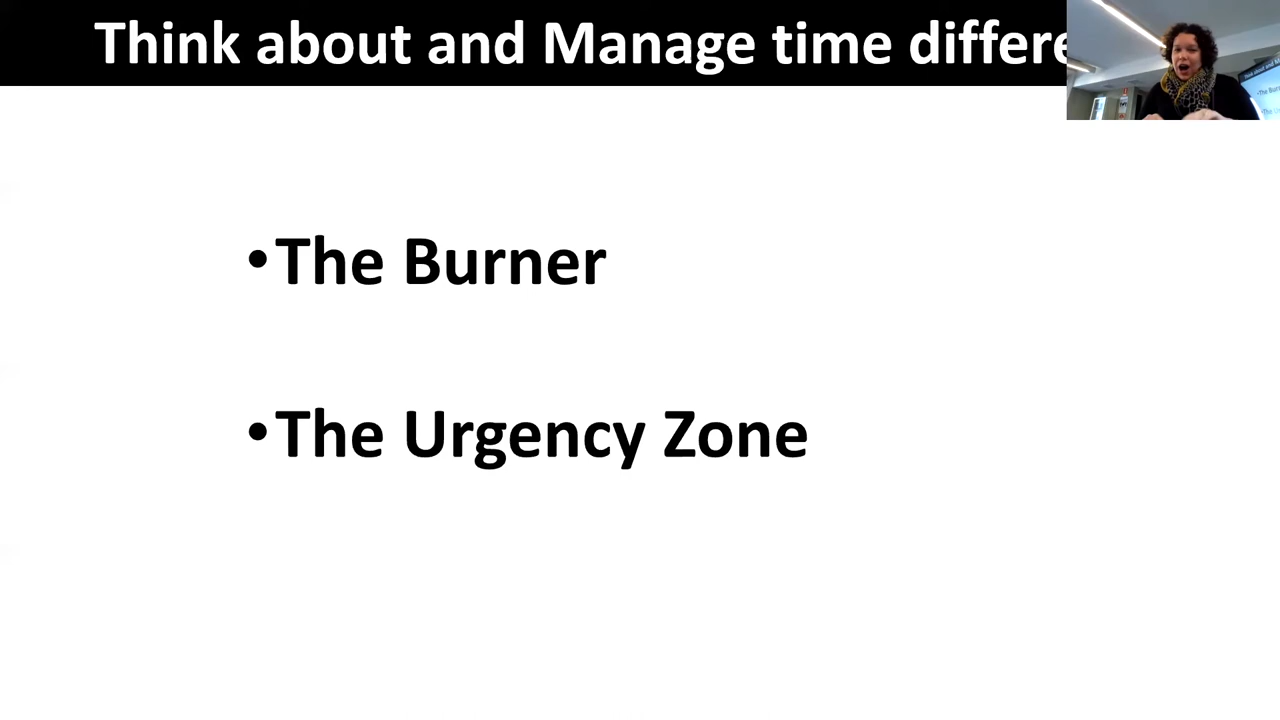 Think about and Manage time differe
•The Burner
•The Urgency Zone